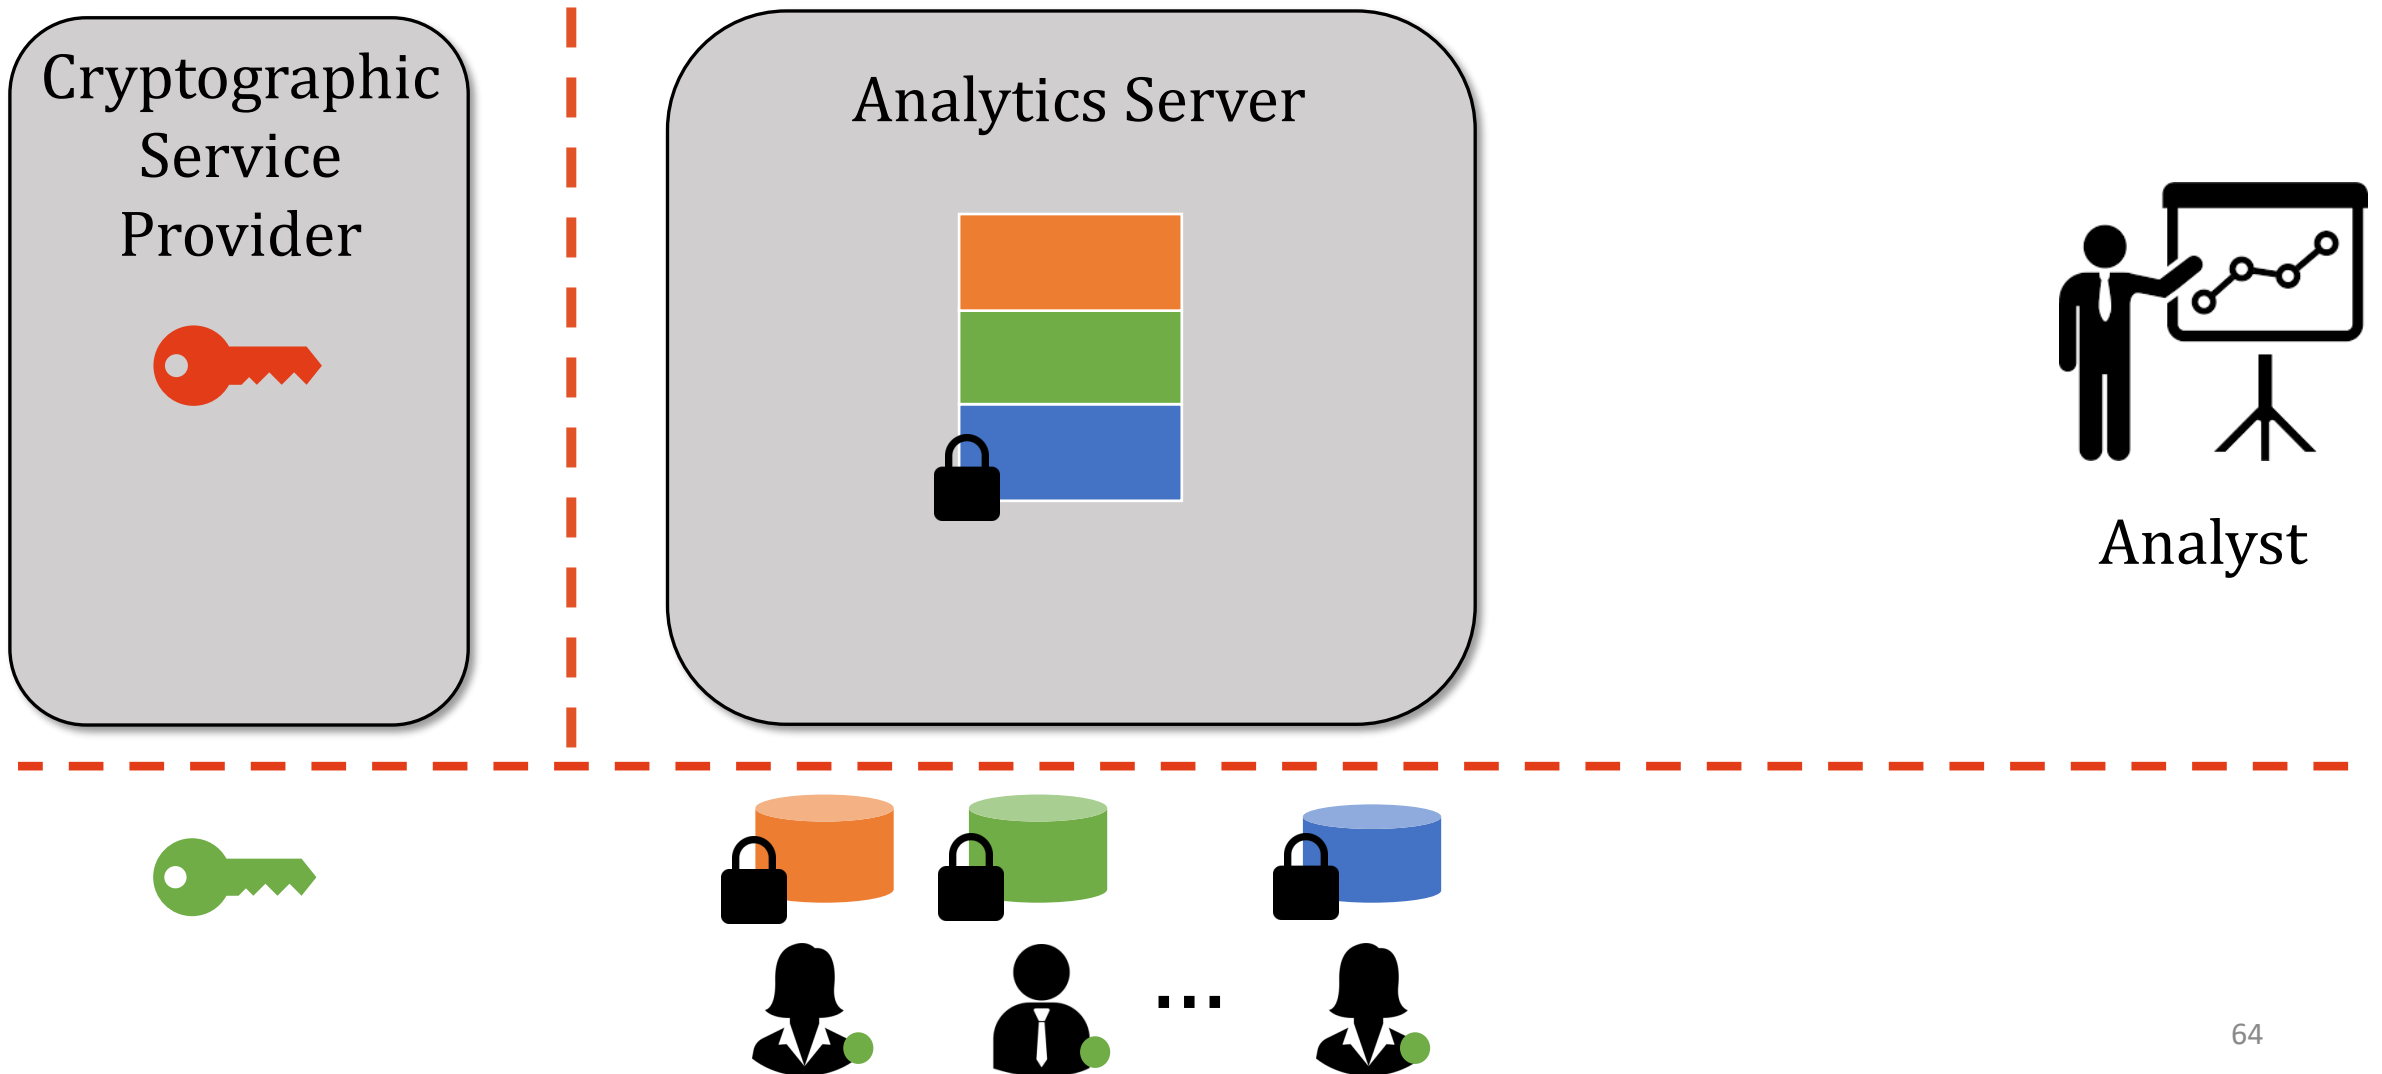 Cryptographic
Service
Provider
Analytics Server
Analyst
...
64